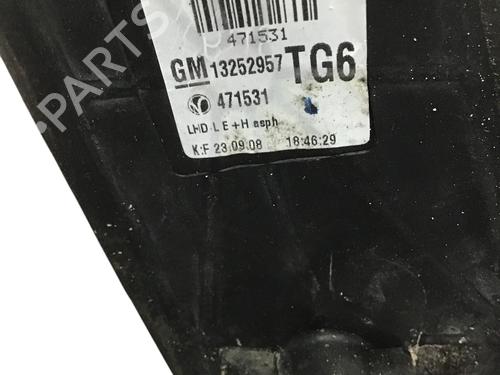 PARTS
471531
GM 13252957 TG6
471531
LHD L E+H asph
K:F 23.09.08 18:46:29